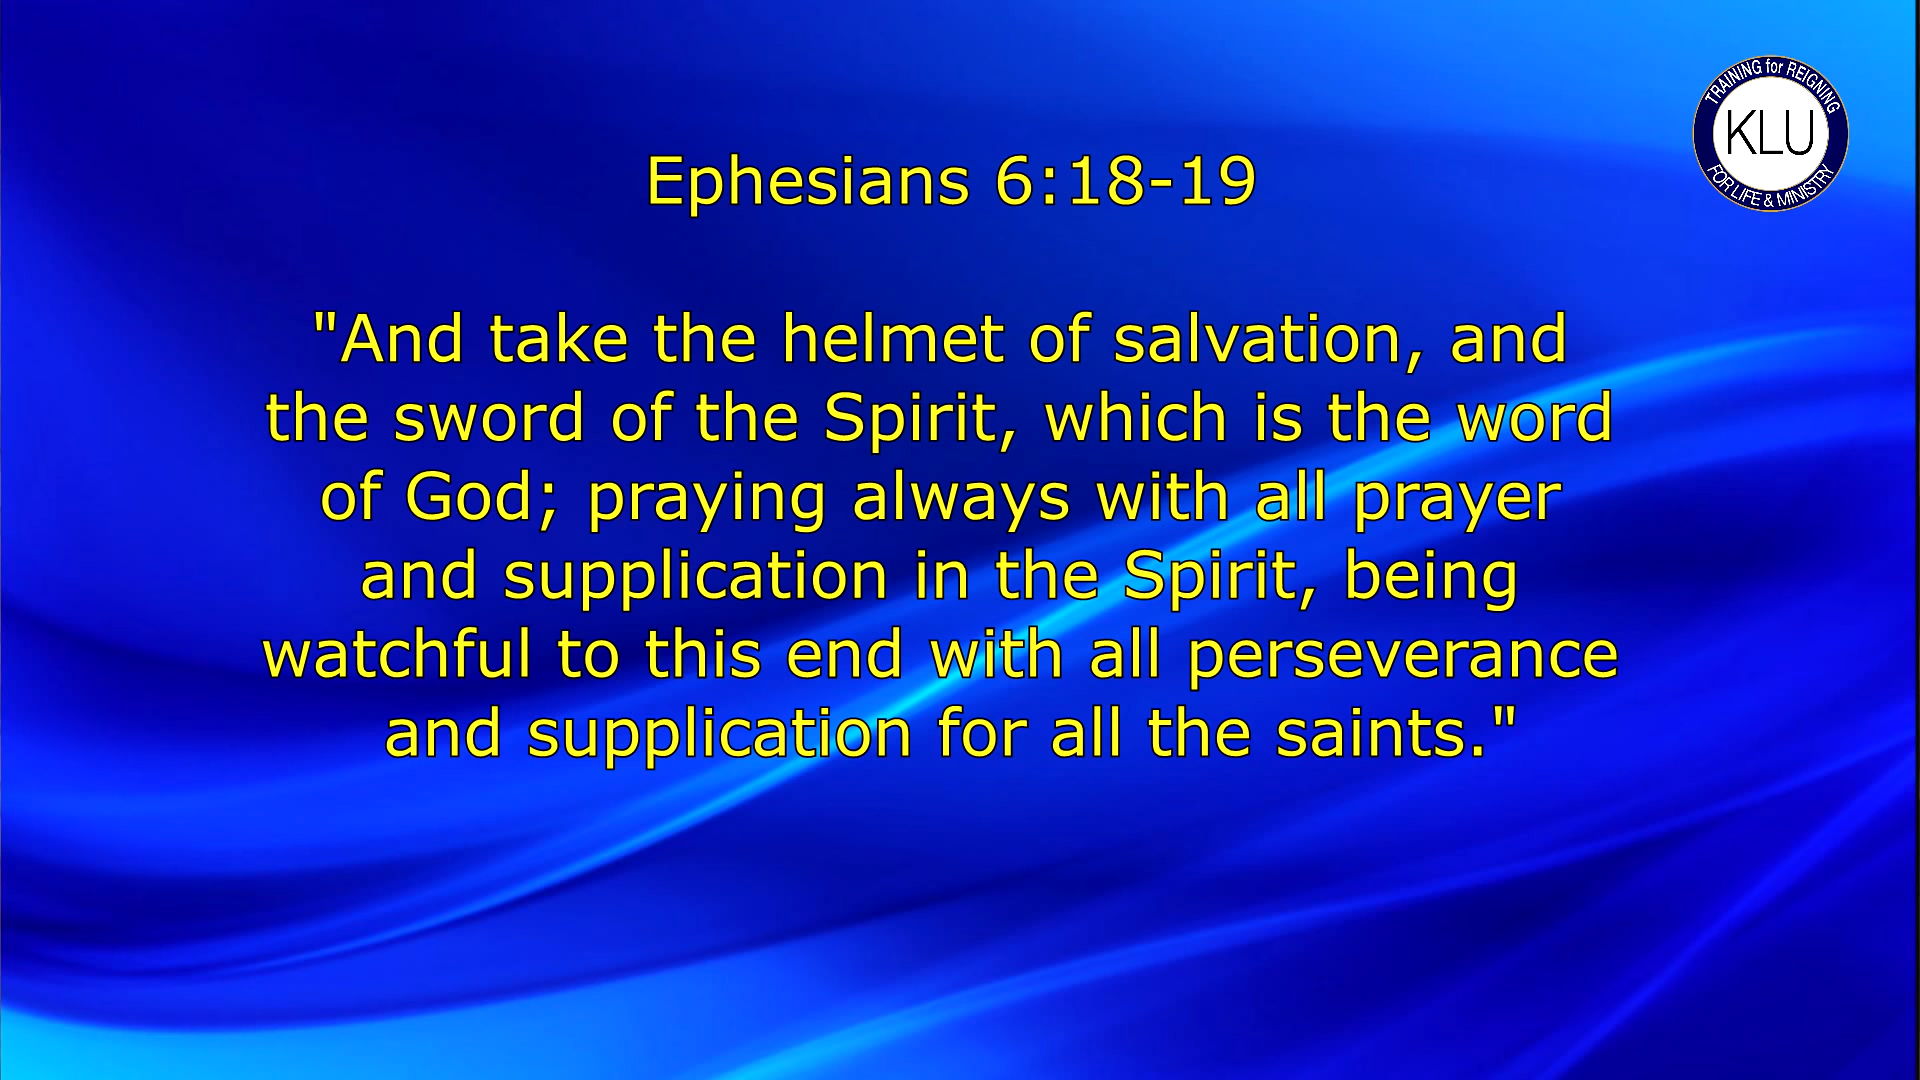 TRAINING for REIGNING
KLU
FOR LIFE & MINISTRY
Ephesians 6:18-19
"And take the helmet of salvation, and
the sword of the Spirit, which is the word
of God; praying always with all prayer
and supplication in the Spirit, being
watchful to this end with all perseverance
and supplication for all the saints."